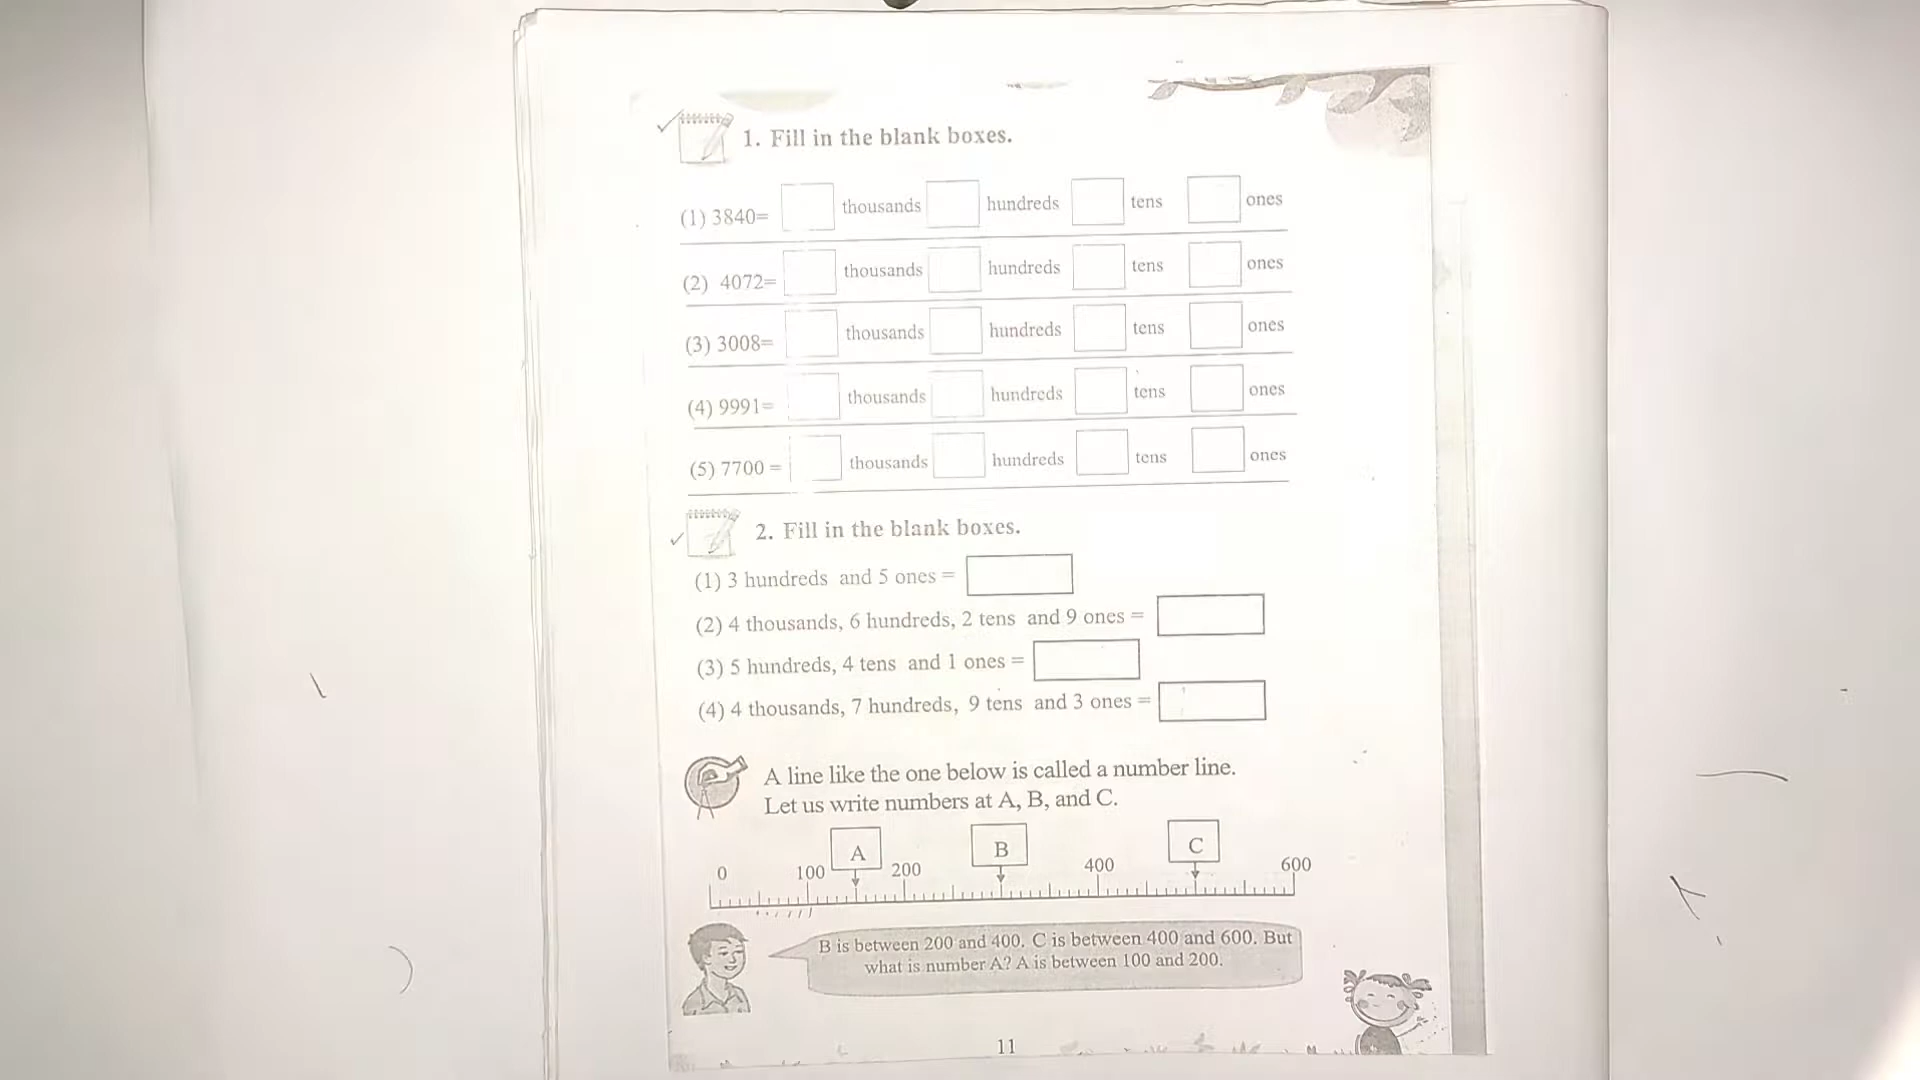 1. Fill in the blank boxes.
(1) 3840= thousands hundreds tens ones
(2) 4072= thousands hundreds tens ones
(3) 3008= thousands hundreds tens ones
(4) 9991= thousands hundreds tens ones
(5) 7700 = thousands hundreds tens ones
2. Fill in the blank boxes.
(1) 3 hundreds and 5 ones =
(2) 4 thousands, 6 hundreds, 2 tens and 9 ones =
(3) 5 hundreds, 4 tens and 1 ones =
(4) 4 thousands, 7 hundreds, 9 tens and 3 ones =
A line like the one below is called a number line.
Let us write numbers at A, B, and C.
A B C
0 100 200 400 600
B is between 200 and 400. C is between 400 and 600. But
what is number A? A is between 100 and 200.
11